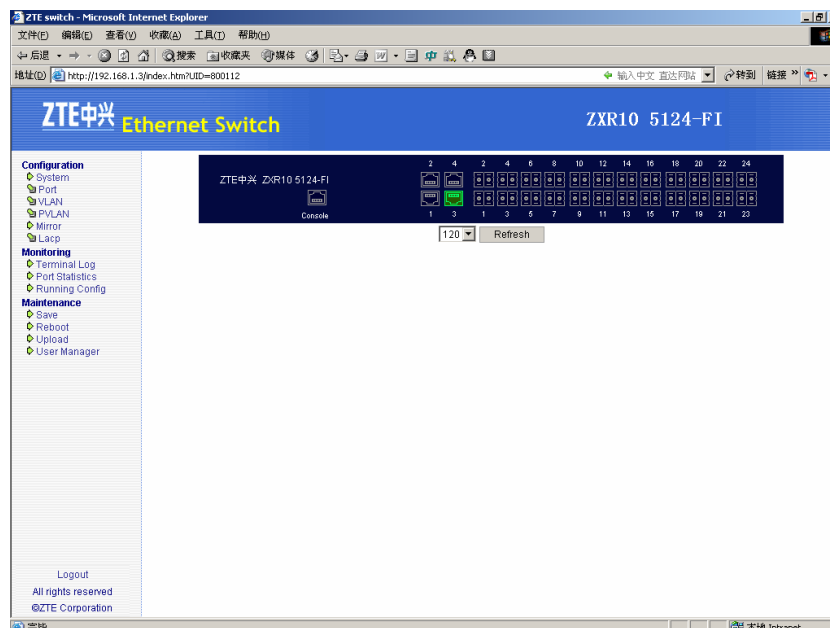 ZTE switch - Microsoft Internet Explorer
文件(F) 编辑(E) 查看(V) 收藏(A) 工具(T) 帮助(H)
后退 搜索 收藏夹 媒体
地址(D) http://192.168.1.3/index.htm?UID=800112 输入中文 直达网站 转到 链接 »
ZTE中兴 Ethernet Switch ZXR10 5124-FI
Configuration
System
Port
VLAN
PVLAN
Mirror
Lacp
Monitoring
Terminal Log
Port Statistics
Running Config
Maintenance
Save
Reboot
Upload
User Manager
2 4 2 4 6 8 10 12 14 16 18 20 22 24
ZTE中兴 ZXR10 5124-FI
Console 1 3 1 3 5 7 9 11 13 15 17 19 21 23
120 Refresh
Logout
All rights reserved
©ZTE Corporation
完毕 本地 Intranet